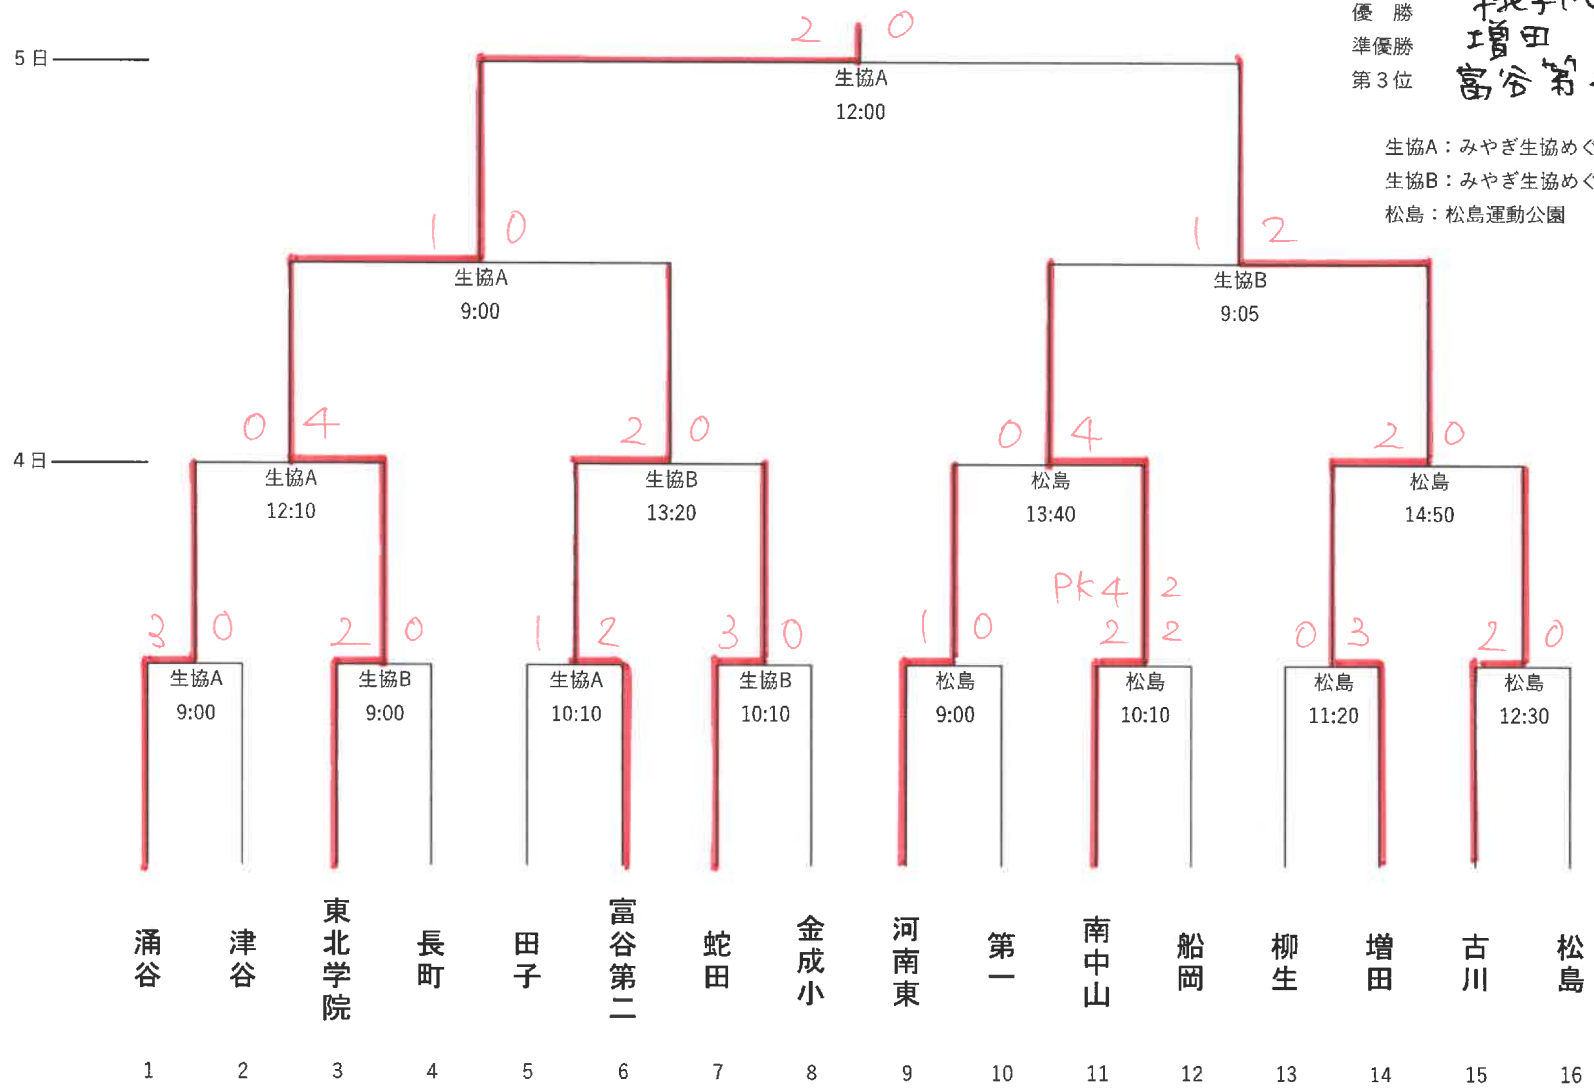 優 勝
準優勝 増田
第3位 富谷第
生協A：みやぎ生協めぐ
生協B：みやぎ生協めぐ
松島：松島運動公園
5日
2 0
生協A
12:00
1 0
生協A
9:00
1 2
生協B
9:05
4日
0 4
生協A
12:10
2 0
生協B
13:20
0 4
松島
13:40
2 0
松島
14:50
3 0
生協A
9:00
2 0
生協B
9:00
1 2
生協A
10:10
3 0
生協B
10:10
1 0
松島
9:00
PK 4 2
2 2
松島
10:10
0 3
松島
11:20
2 0
松島
12:30
涌谷
津谷
東北学院
長町
田子
富谷第二
蛇田
金成小
河南東
第一
南中山
船岡
柳生
増田
古川
松島
1 2 3 4 5 6 7 8 9 10 11 12 13 14 15 16